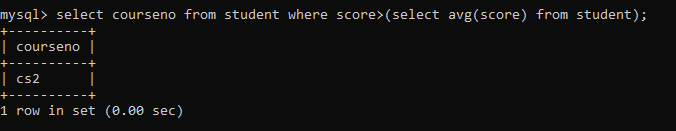 mysql> select courseno from student where score>(select avg(score) from student);
+----------+
| courseno |
+----------+
| cs2      |
+----------+
1 row in set (0.00 sec)